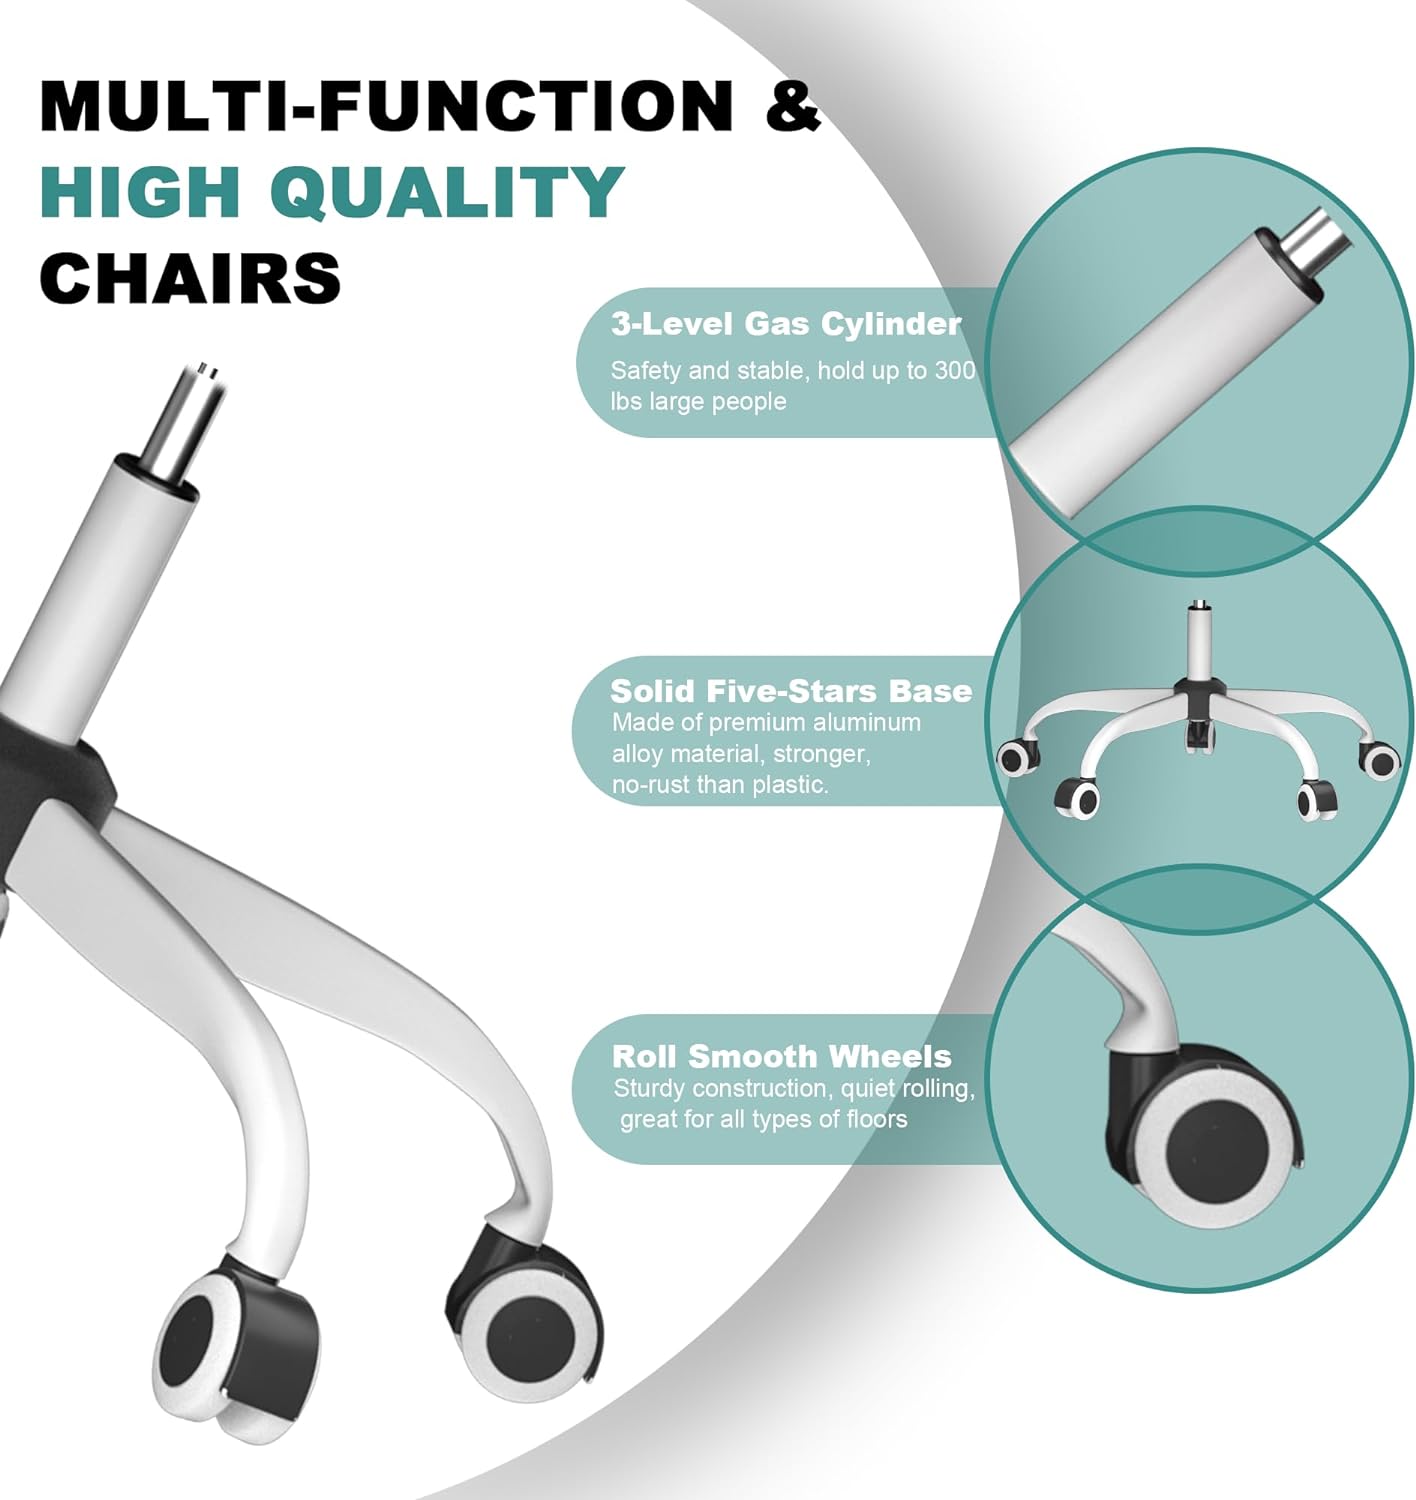 MULTI-FUNCTION &
HIGH QUALITY
CHAIRS
3-Level Gas Cylinder
Safety and stable, hold up to 300
lbs large people
Solid Five-Stars Base
Made of premium aluminum
alloy material, stronger,
no-rust than plastic.
Roll Smooth Wheels
Sturdy construction, quiet rolling,
great for all types of floors